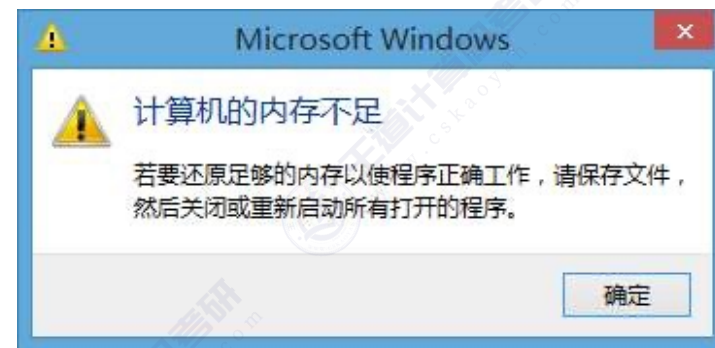 Microsoft Windows
计算机的内存不足
若要还原足够的内存以使程序正确工作，请保存文件，
然后关闭或重新启动所有打开的程序。
确定